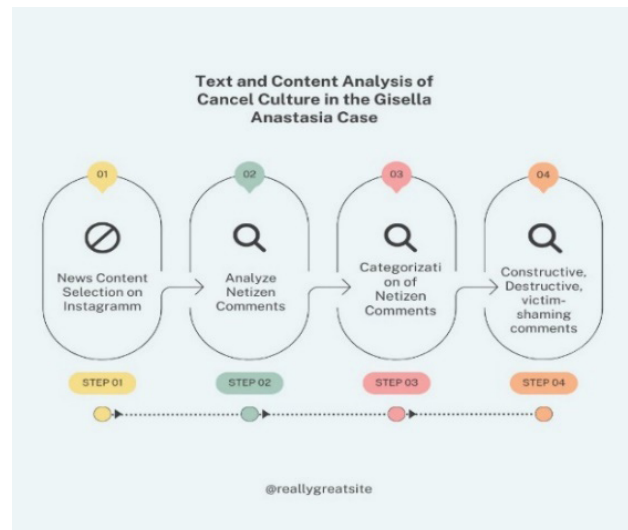 Text and Content Analysis of
Cancel Culture in the Gisella
Anastasia Case
01
02
03
04
News Content
Selection on
Instagramm
Analyze
Netizen
Comments
Categorizati
on of
Netizen
Comments
Constructive,
Destructive,
victim-
shaming
comments
STEP 01
STEP 02
STEP 03
STEP 04
@reallygreatsite